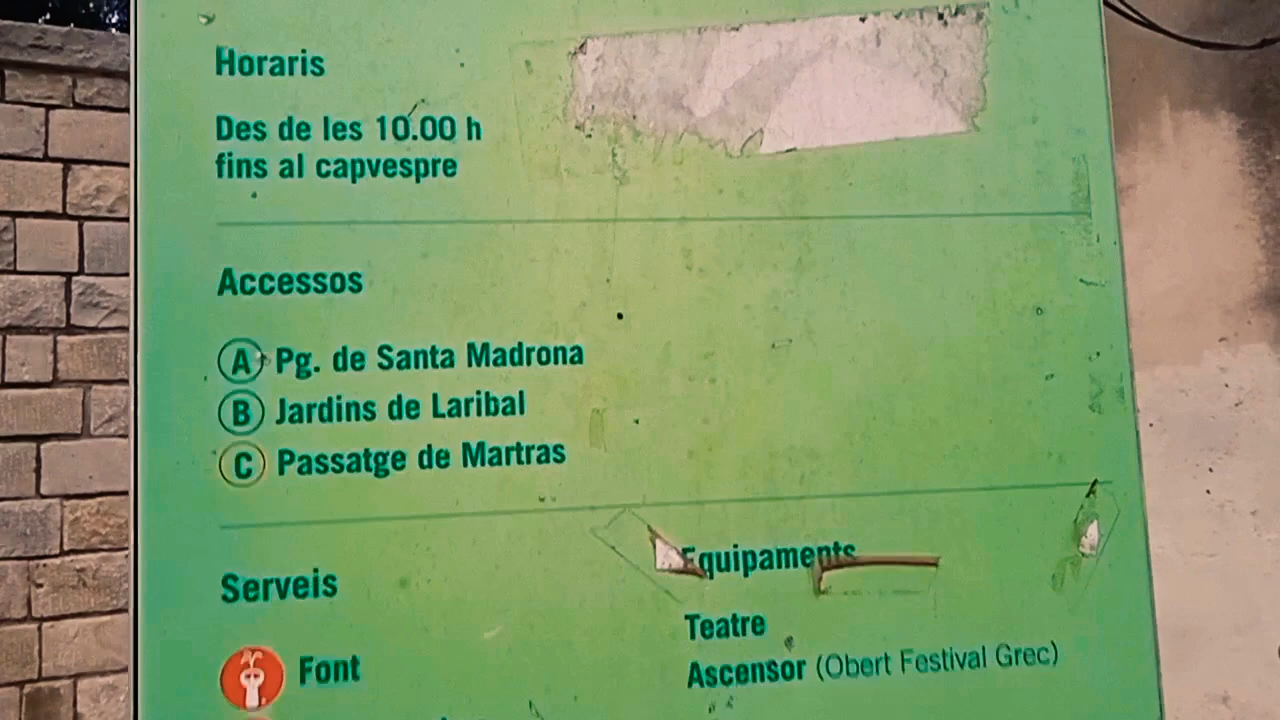 Horaris
Des de les 10.00 h
fins al capvespre
Accessos
A Pg. de Santa Madrona
B Jardins de Laribal
C Passatge de Martras
Serveis
Font
Equipaments
Teatre
Ascensor (Obert Festival Grec)